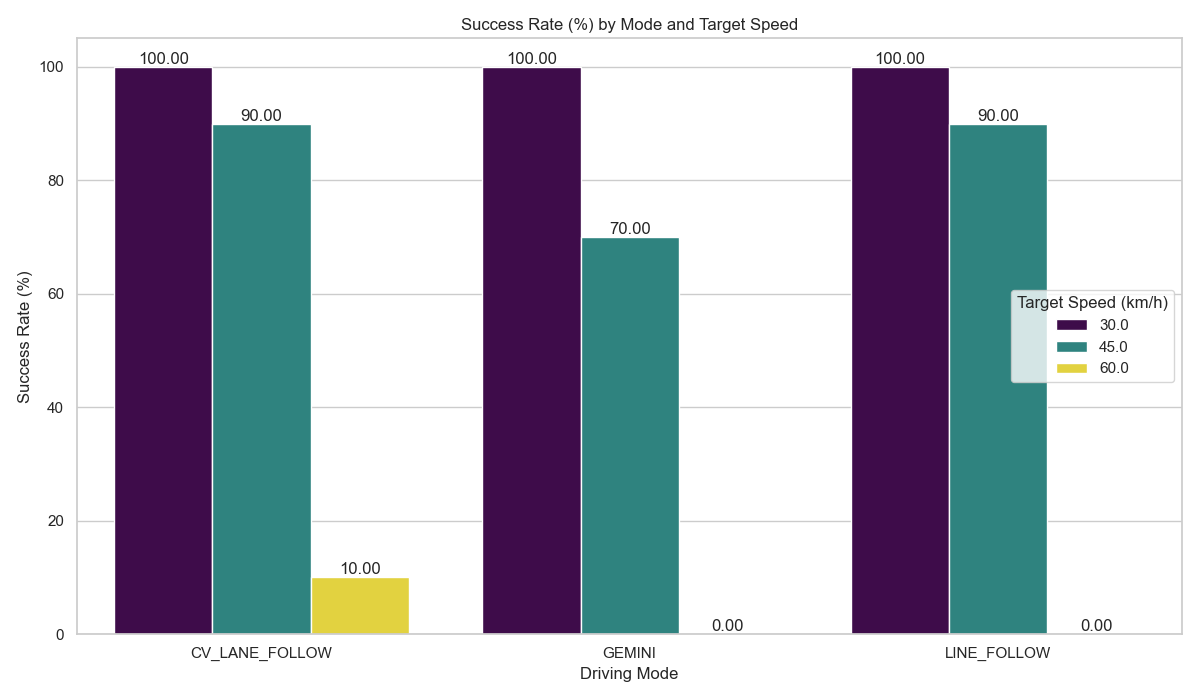 Success Rate (%) by Mode and Target Speed
Success Rate (%)
100
80
60
40
20
0
100.00
90.00
10.00
100.00
70.00
0.00
100.00
90.00
0.00
Target Speed (km/h)
30.0
45.0
60.0
CV_LANE_FOLLOW
GEMINI
LINE_FOLLOW
Driving Mode